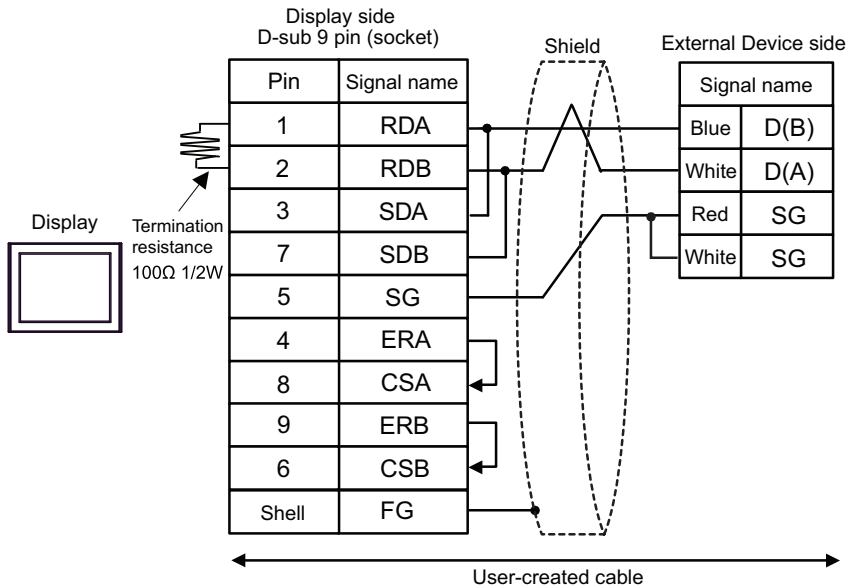 Display side
D-sub 9 pin (socket)
Shield
External Device side
Pin Signal name
Signal name
1 RDA
Blue D(B)
2 RDB
White D(A)
3 SDA
Red SG
7 SDB
White SG
5 SG
4 ERA
8 CSA
9 ERB
6 CSB
Shell FG
Display
Termination
resistance
100Ω 1/2W
User-created cable